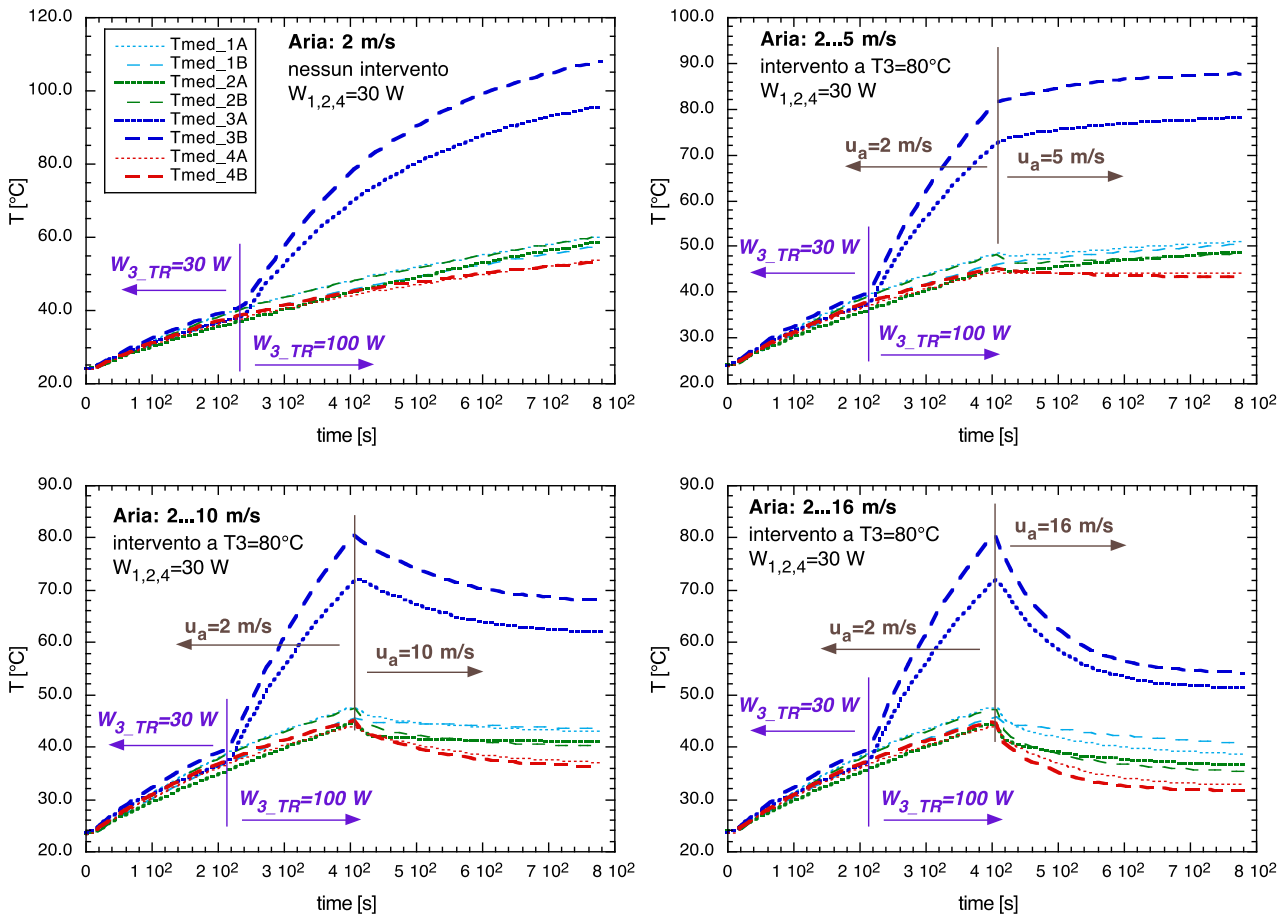 120.0
100.0
80.0
60.0
40.0
20.0
T [°C]
Tmed_1A
Tmed_1B
Tmed_2A
Tmed_2B
Tmed_3A
Tmed_3B
Tmed_4A
Tmed_4B
Aria: 2 m/s
nessun intervento
W1,2,4=30 W
W3_TR=30 W
W3_TR=100 W
0 1 10² 2 10² 3 10² 4 10² 5 10² 6 10² 7 10² 8 10²
time [s]
100.0
90.0
80.0
70.0
60.0
50.0
40.0
30.0
20.0
T [°C]
Aria: 2...5 m/s
intervento a T3=80°C
W1,2,4=30 W
ua=2 m/s
ua=5 m/s
W3_TR=30 W
W3_TR=100 W
0 1 10² 2 10² 3 10² 4 10² 5 10² 6 10² 7 10² 8 10²
time [s]
90.0
80.0
70.0
60.0
50.0
40.0
30.0
20.0
T [°C]
Aria: 2...10 m/s
intervento a T3=80°C
W1,2,4=30 W
ua=2 m/s
ua=10 m/s
W3_TR=30 W
W3_TR=100 W
0 1 10² 2 10² 3 10² 4 10² 5 10² 6 10² 7 10² 8 10²
time [s]
90.0
80.0
70.0
60.0
50.0
40.0
30.0
20.0
T [°C]
Aria: 2...16 m/s
intervento a T3=80°C
W1,2,4=30 W
ua=16 m/s
ua=2 m/s
W3_TR=30 W
W3_TR=100 W
0 1 10² 2 10² 3 10² 4 10² 5 10² 6 10² 7 10² 8 10²
time [s]